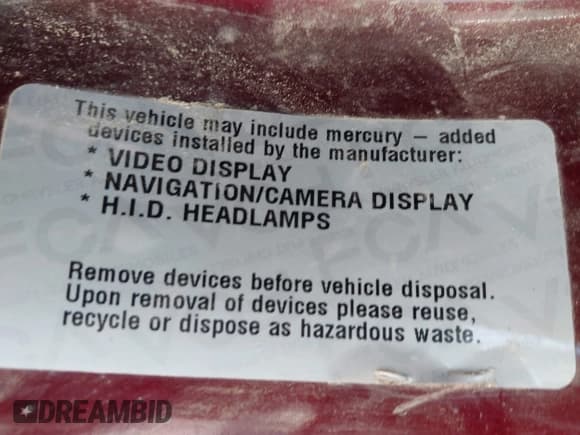 This vehicle may include mercury – added
devices installed by the manufacturer:
* VIDEO DISPLAY
* NAVIGATION/CAMERA DISPLAY
* H.I.D. HEADLAMPS
Remove devices before vehicle disposal.
Upon removal of devices please reuse,
recycle or dispose as hazardous waste.
DREAMBID